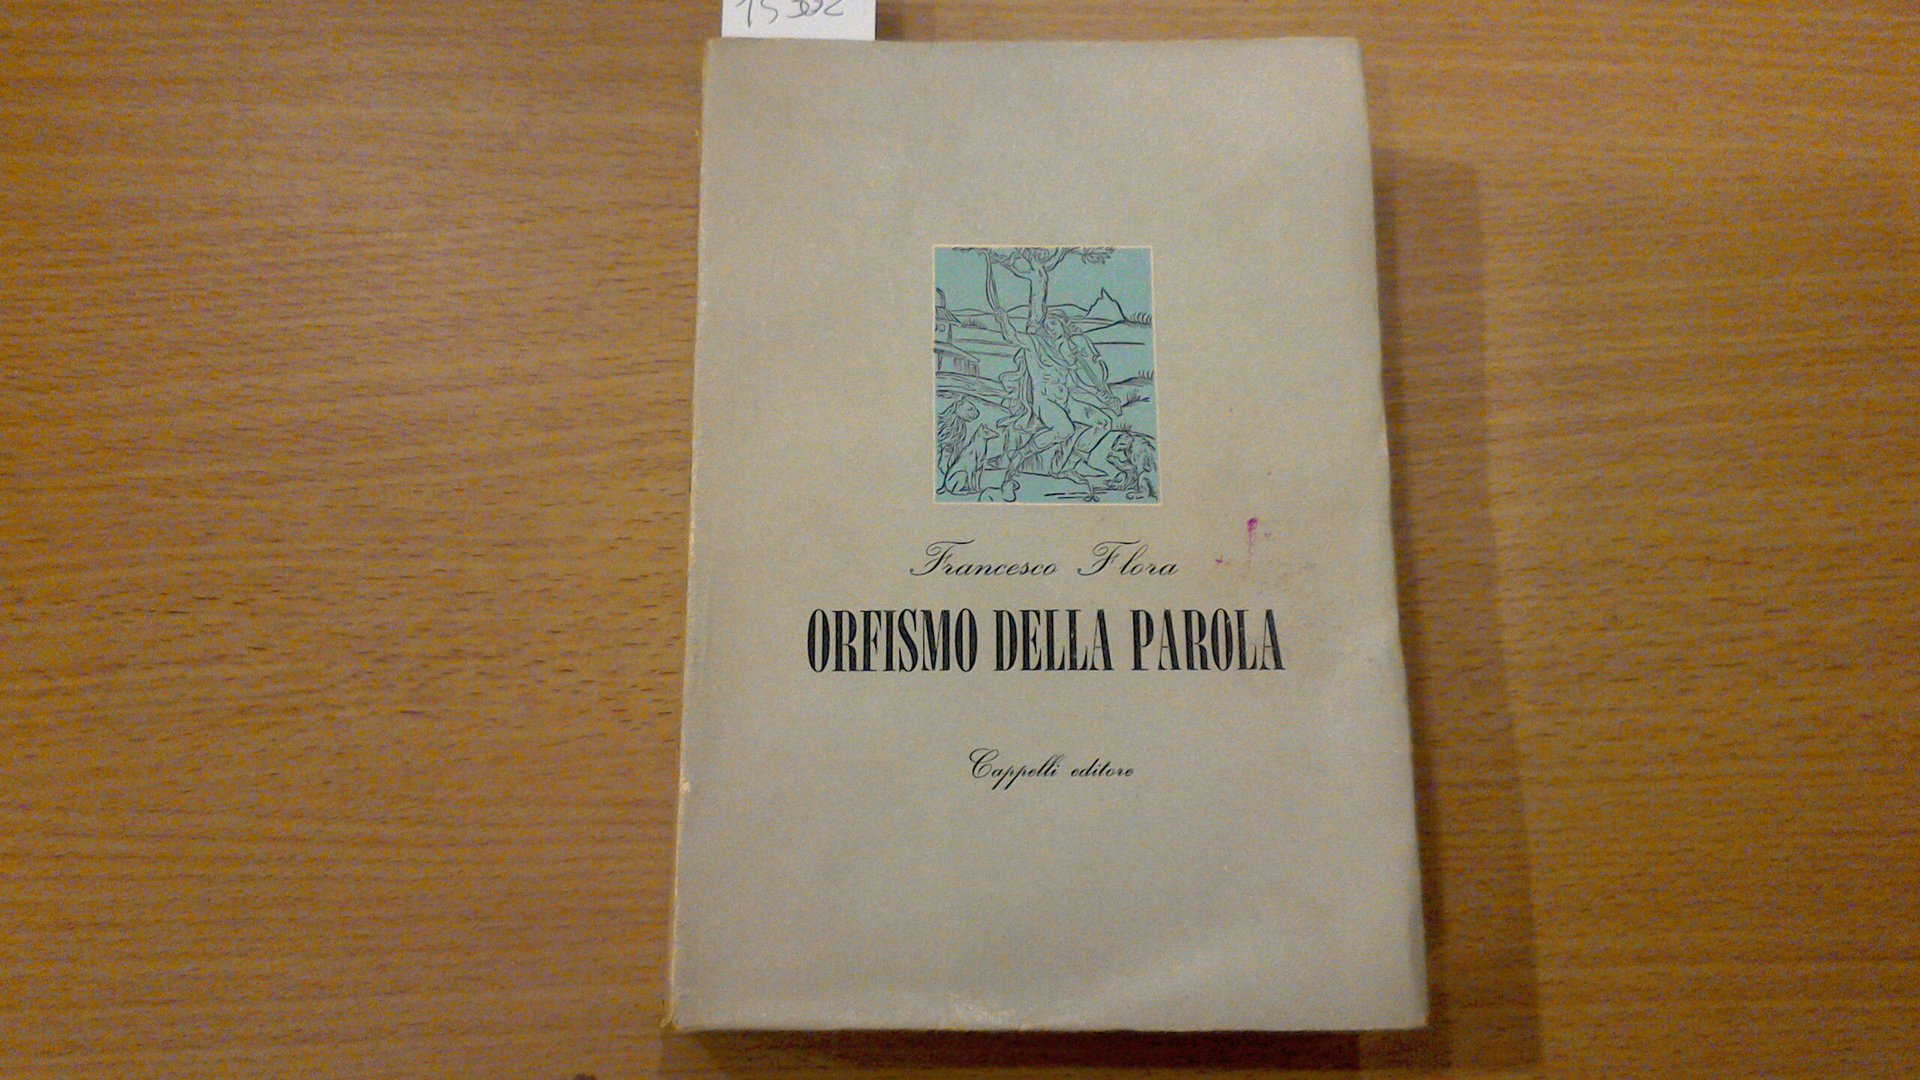 Francesco Flora
ORFISMO DELLA PAROLA
Cappelli editore